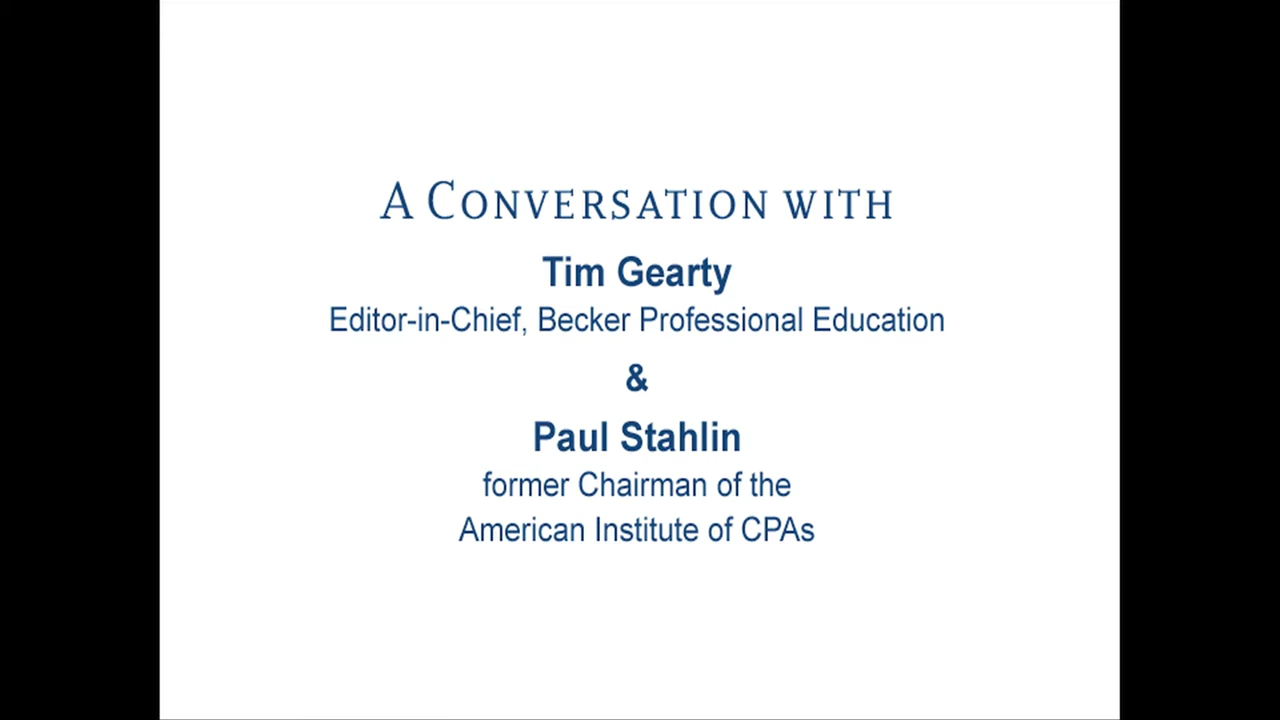 A Conversation with
Tim Gearty
Editor-in-Chief, Becker Professional Education
&
Paul Stahlin
former Chairman of the
American Institute of CPAs